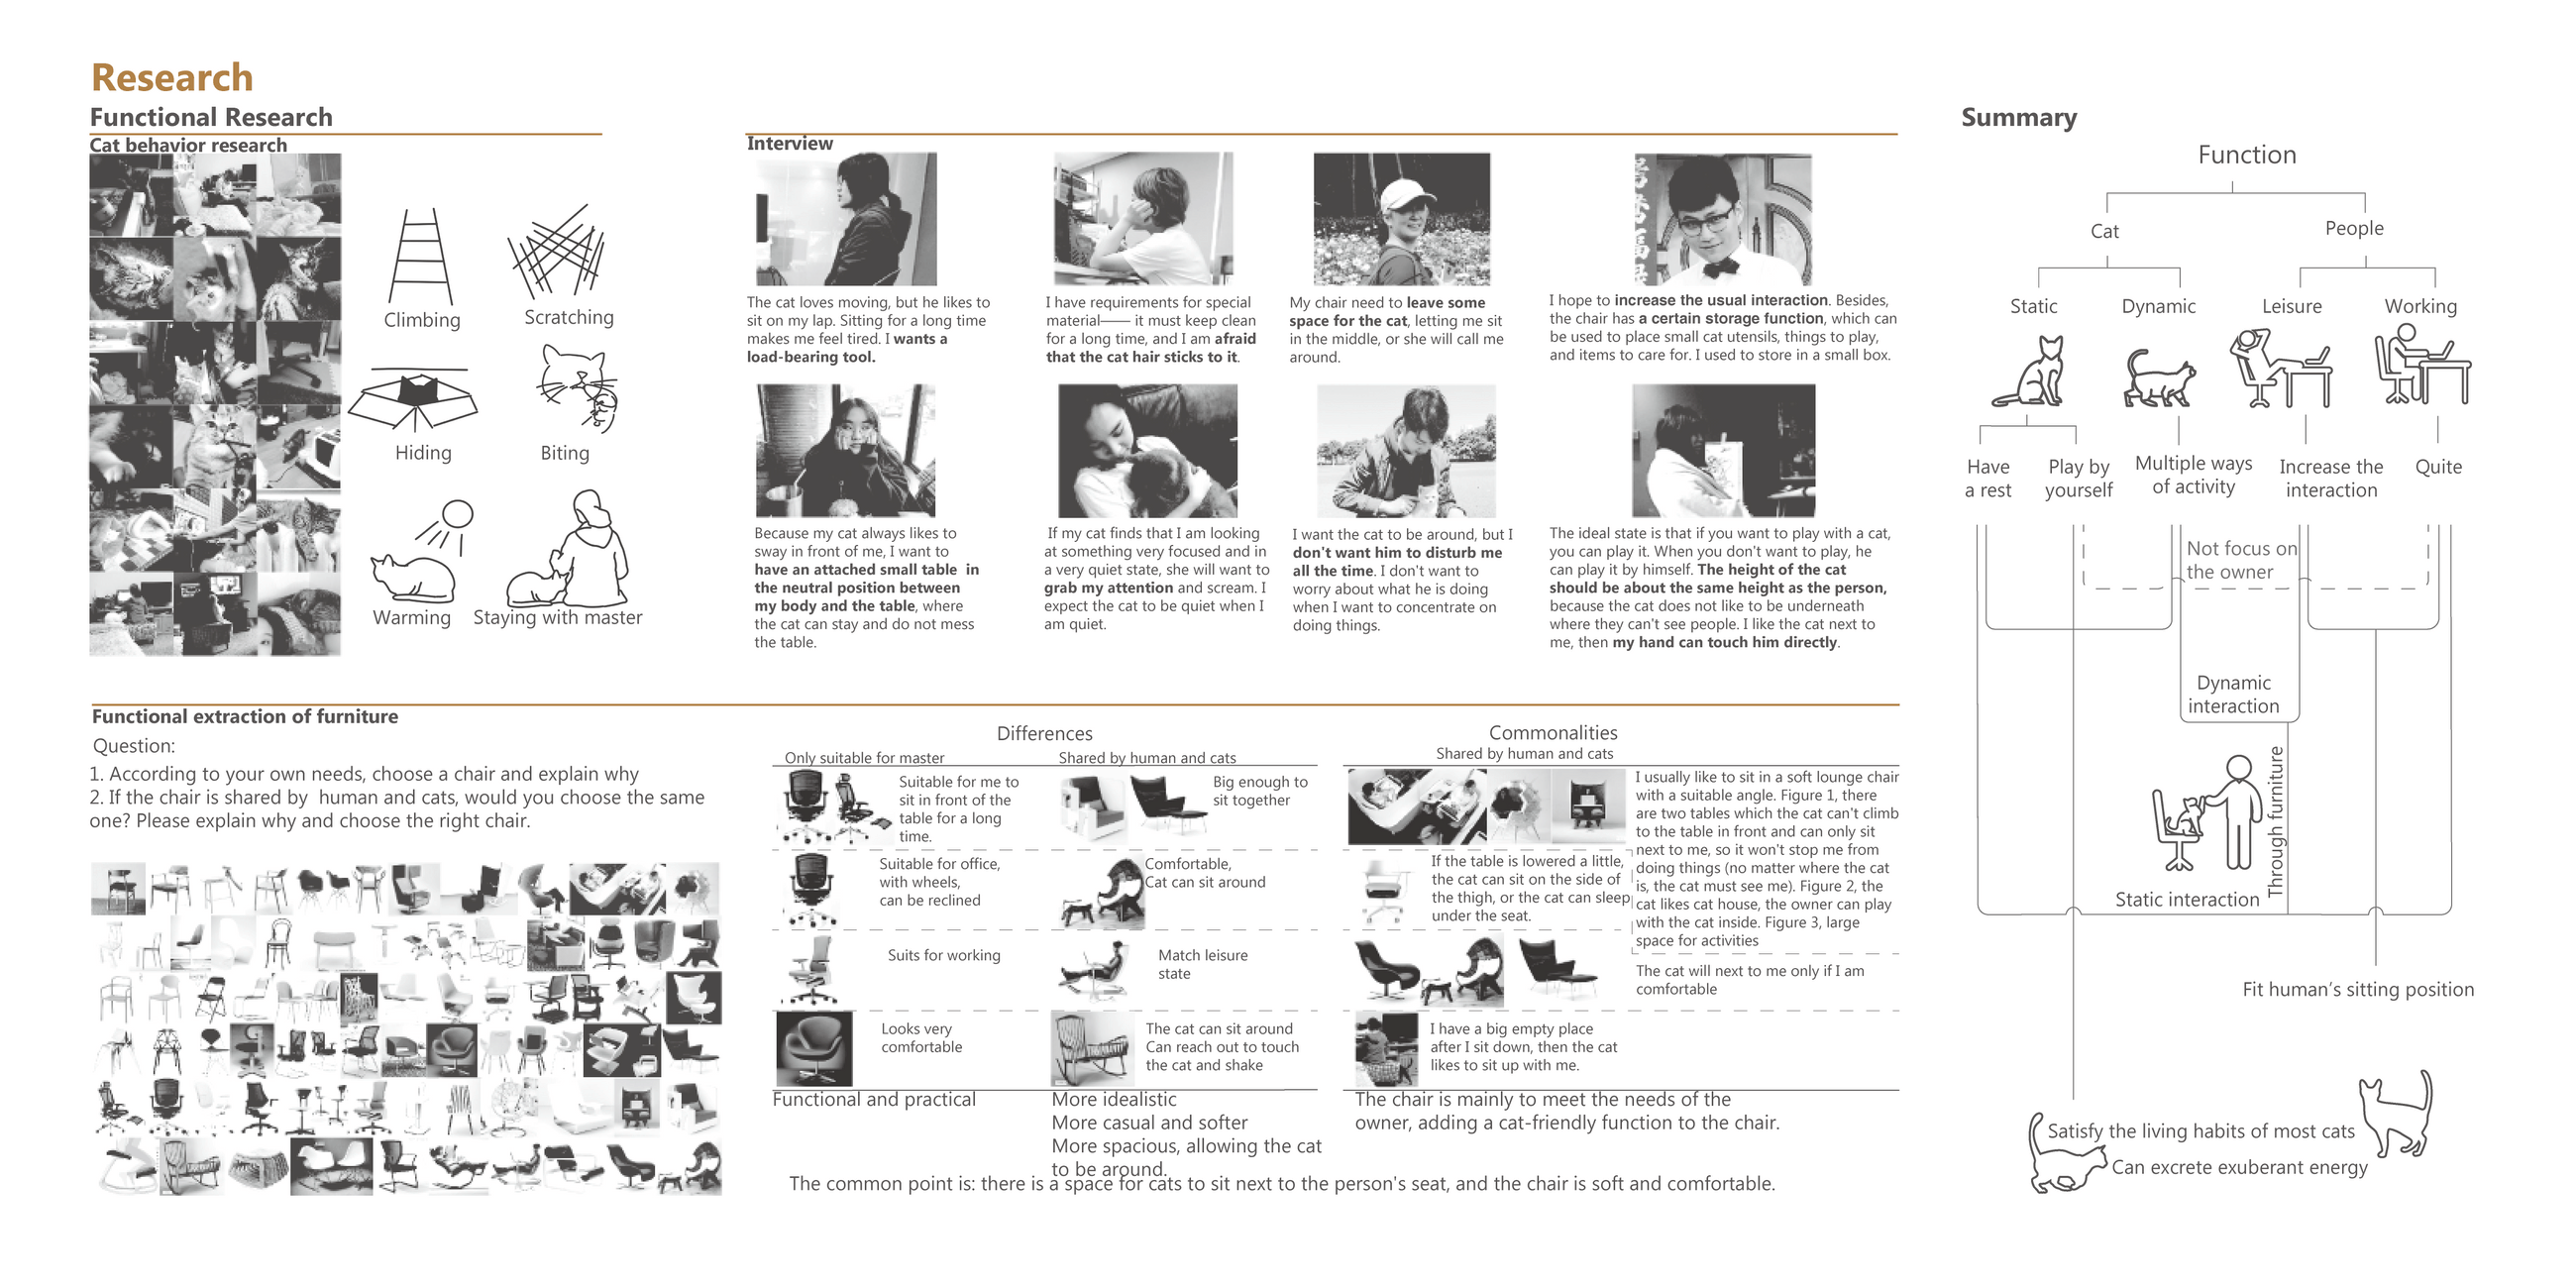 Research
Functional Research
Cat behavior research
Climbing
Scratching
Hiding
Biting
Warming
Staying with master
Interview
The cat loves moving, but he likes to
sit on my lap. Sitting for a long time
makes me feel tired. I wants a
load-bearing tool.
I have requirements for special
material—— it must keep clean
for a long time, and I am afraid
that the cat hair sticks to it.
My chair need to leave some
space for the cat, letting me sit
in the middle, or she will call me
around.
I hope to increase the usual interaction. Besides,
the chair has a certain storage function, which can
be used to place small cat utensils, things to play,
and items to care for. I used to store in a small box.
Because my cat always likes to
sway in front of me, I want to
have an attached small table in
the neutral position between
my body and the table, where
the cat can stay and do not mess
the table.
If my cat finds that I am looking
at something very focused and in
a very quiet state, she will want to
grab my attention and scream. I
expect the cat to be quiet when I
am quiet.
I want the cat to be around, but I
don't want him to disturb me
all the time. I don't want to
worry about what he is doing
when I want to concentrate on
doing things.
The ideal state is that if you want to play with a cat,
you can play it. When you don't want to play, he
can play it by himself. The height of the cat
should be about the same height as the person,
because the cat does not like to be underneath
where they can't see people. I like the cat next to
me, then my hand can touch him directly.
Functional extraction of furniture
Question:
1. According to your own needs, choose a chair and explain why
2. If the chair is shared by human and cats, would you choose the same
one? Please explain why and choose the right chair.
Differences
Only suitable for master
Shared by human and cats
Suitable for me to
sit in front of the
table for a long
time.
Big enough to
sit together
Suitable for office,
with wheels,
can be reclined
Comfortable,
Cat can sit around
Suits for working
Match leisure
state
Looks very
comfortable
The cat can sit around
Can reach out to touch
the cat and shake
Functional and practical
More idealistic
More casual and softer
More spacious, allowing the cat
to be around.
Commonalities
Shared by human and cats
I usually like to sit in a soft lounge chair
with a suitable angle. Figure 1, there
are two tables which the cat can't climb
to the table in front and can only sit
next to me, so it won't stop me from
doing things (no matter where the cat
is, the cat must see me). Figure 2, the
cat likes cat house, the owner can play
with the cat inside. Figure 3, large
space for activities
If the table is lowered a little,
the cat can sit on the side of
the thigh, or the cat can sleep
under the seat.
The cat will next to me only if I am
comfortable
I have a big empty place
after I sit down, then the cat
likes to sit up with me.
The chair is mainly to meet the needs of the
owner, adding a cat-friendly function to the chair.
The common point is: there is a space for cats to sit next to the person's seat, and the chair is soft and comfortable.
Summary
Function
Cat
People
Static
Dynamic
Leisure
Working
Have
a rest
Play by
yourself
Multiple ways
of activity
Increase the
interaction
Quite
Not focus on
the owner
Dynamic
interaction
Through furniture
Static interaction
Fit human's sitting position
Satisfy the living habits of most cats
Can excrete exuberant energy